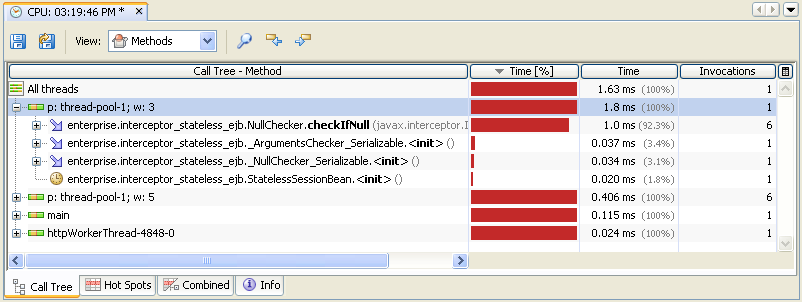 CPU: 03:19:46 PM *
View: Methods
Call Tree - Method Time [%] Time Invocations
All threads 1.63 ms (100%) 1
p: thread-pool-1; w: 3 1.8 ms (100%) 1
enterprise.interceptor_stateless_ejb.NullChecker.checkIfNull (javax.interceptor.I 1.0 ms (92.3%) 6
enterprise.interceptor_stateless_ejb._ArgumentsChecker_Serializable.<init> () 0.037 ms (3.4%) 1
enterprise.interceptor_stateless_ejb._NullChecker_Serializable.<init> () 0.034 ms (3.1%) 1
enterprise.interceptor_stateless_ejb.StatelessSessionBean.<init> () 0.020 ms (1.8%) 1
p: thread-pool-1; w: 5 0.406 ms (100%) 6
main 0.115 ms (100%) 1
httpWorkerThread-4848-0 0.024 ms (100%) 1
Call Tree Hot Spots Combined Info